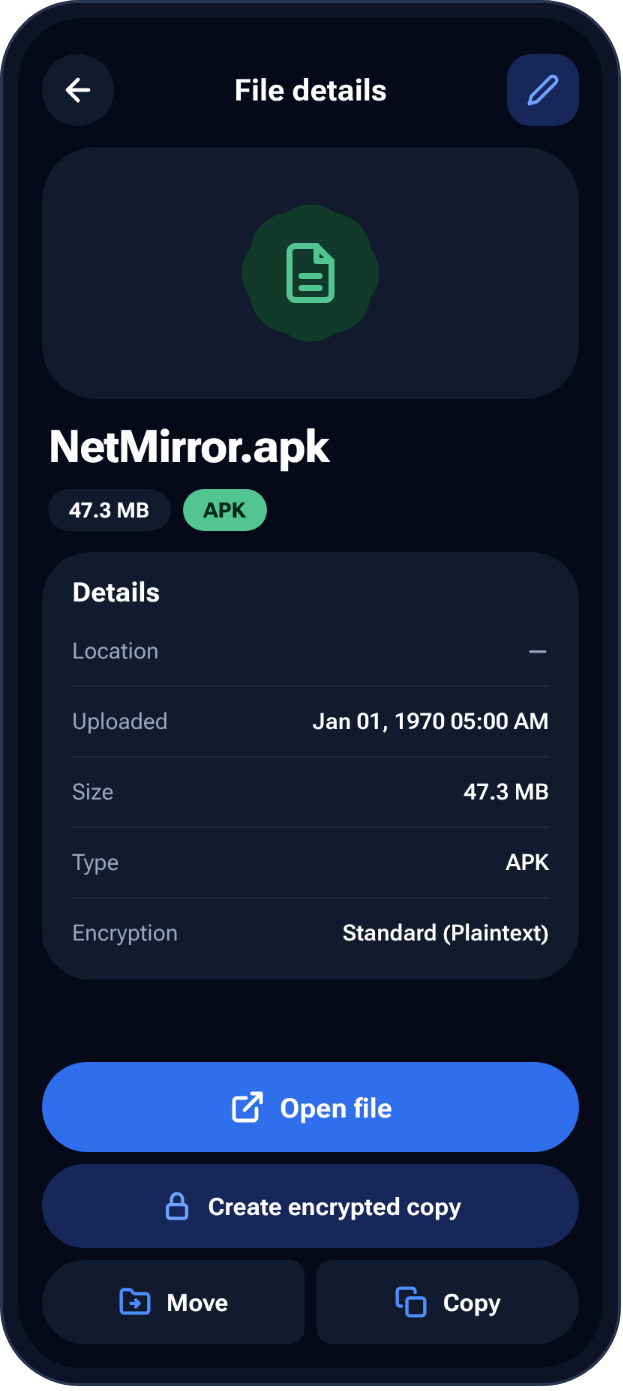 File details
NetMirror.apk
47.3 MB APK
Details
Location —
Uploaded Jan 01, 1970 05:00 AM
Size 47.3 MB
Type APK
Encryption Standard (Plaintext)
Open file
Create encrypted copy
Move Copy